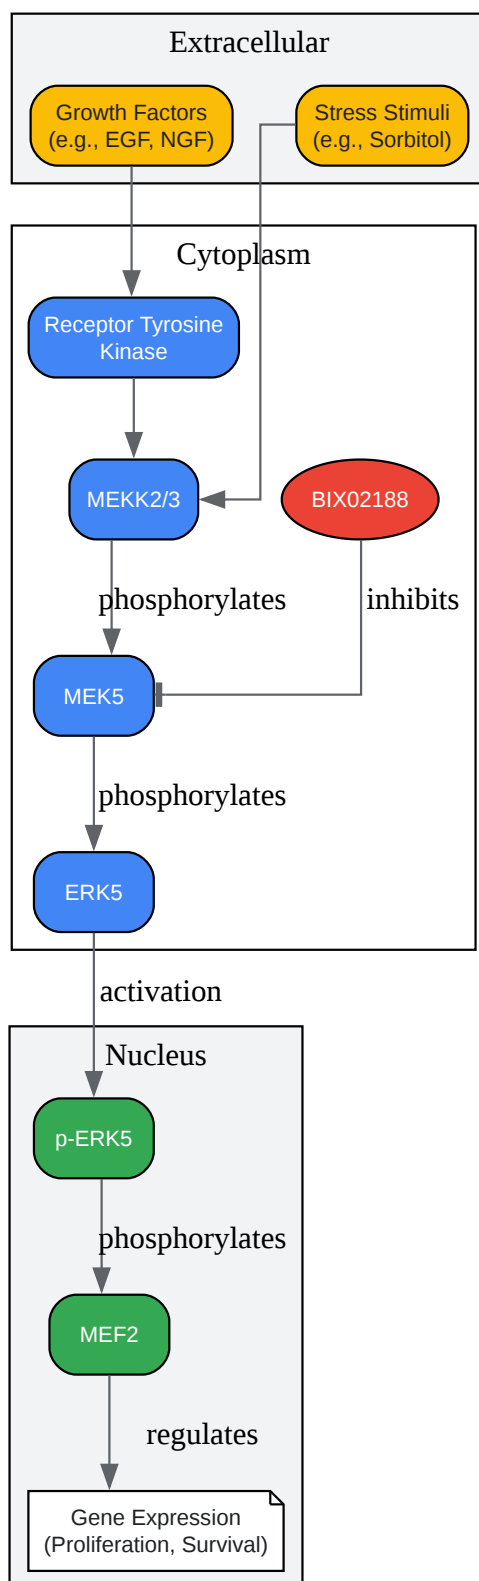 Extracellular
Growth Factors
(e.g., EGF, NGF)
Stress Stimuli
(e.g., Sorbitol)
Cytoplasm
Receptor Tyrosine
Kinase
MEKK2/3
BIX02188
phosphorylates
inhibits
MEK5
phosphorylates
ERK5
activation
Nucleus
p-ERK5
phosphorylates
MEF2
regulates
Gene Expression
(Proliferation, Survival)